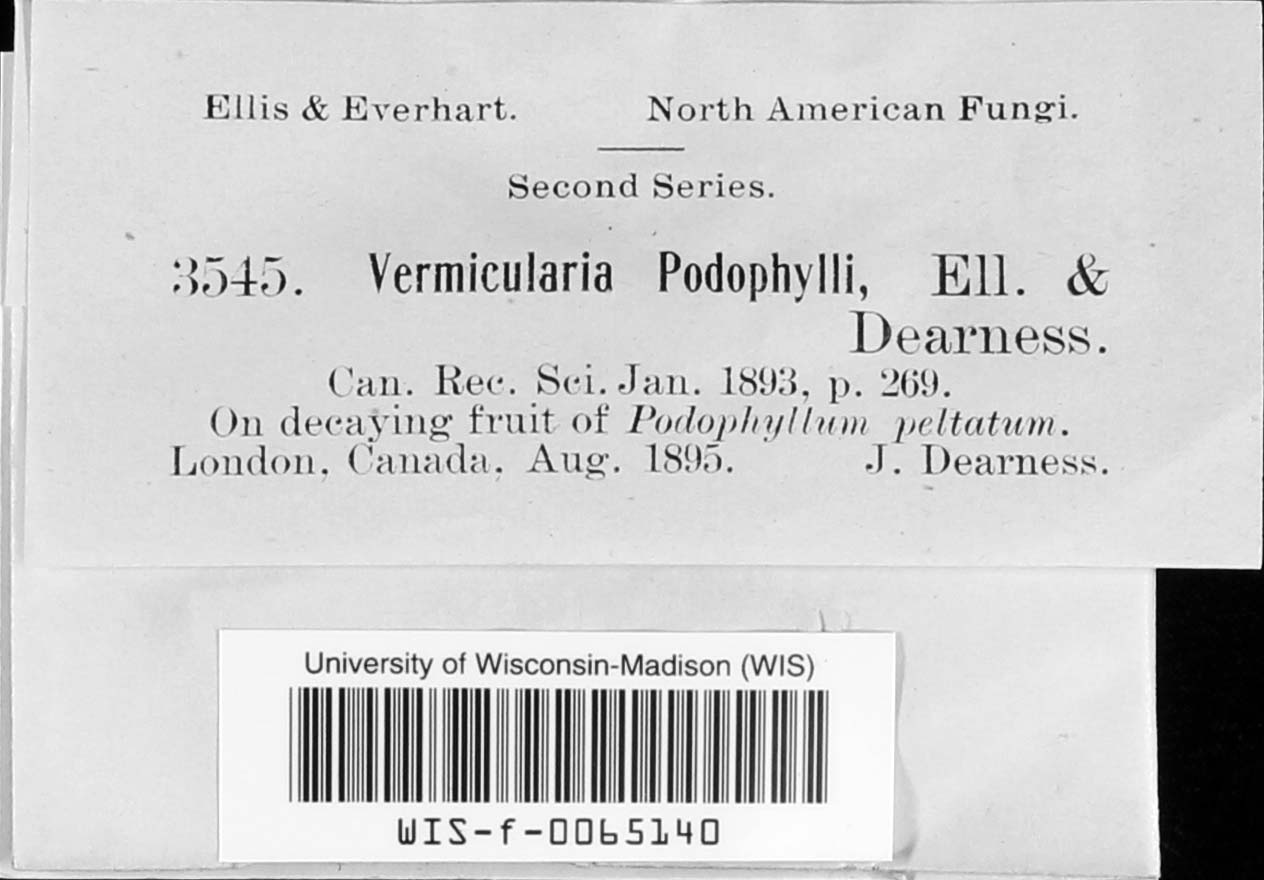 Ellis & Everhart. North American Fungi.
Second Series.
3545. Vermicularia Podophylli, Ell. &
Dearness.
Can. Rec. Sci. Jan. 1893, p. 269.
On decaying fruit of Podophyllum peltatum.
London, Canada, Aug. 1895. J. Dearness.
University of Wisconsin-Madison (WIS)
WIS-f-0065140